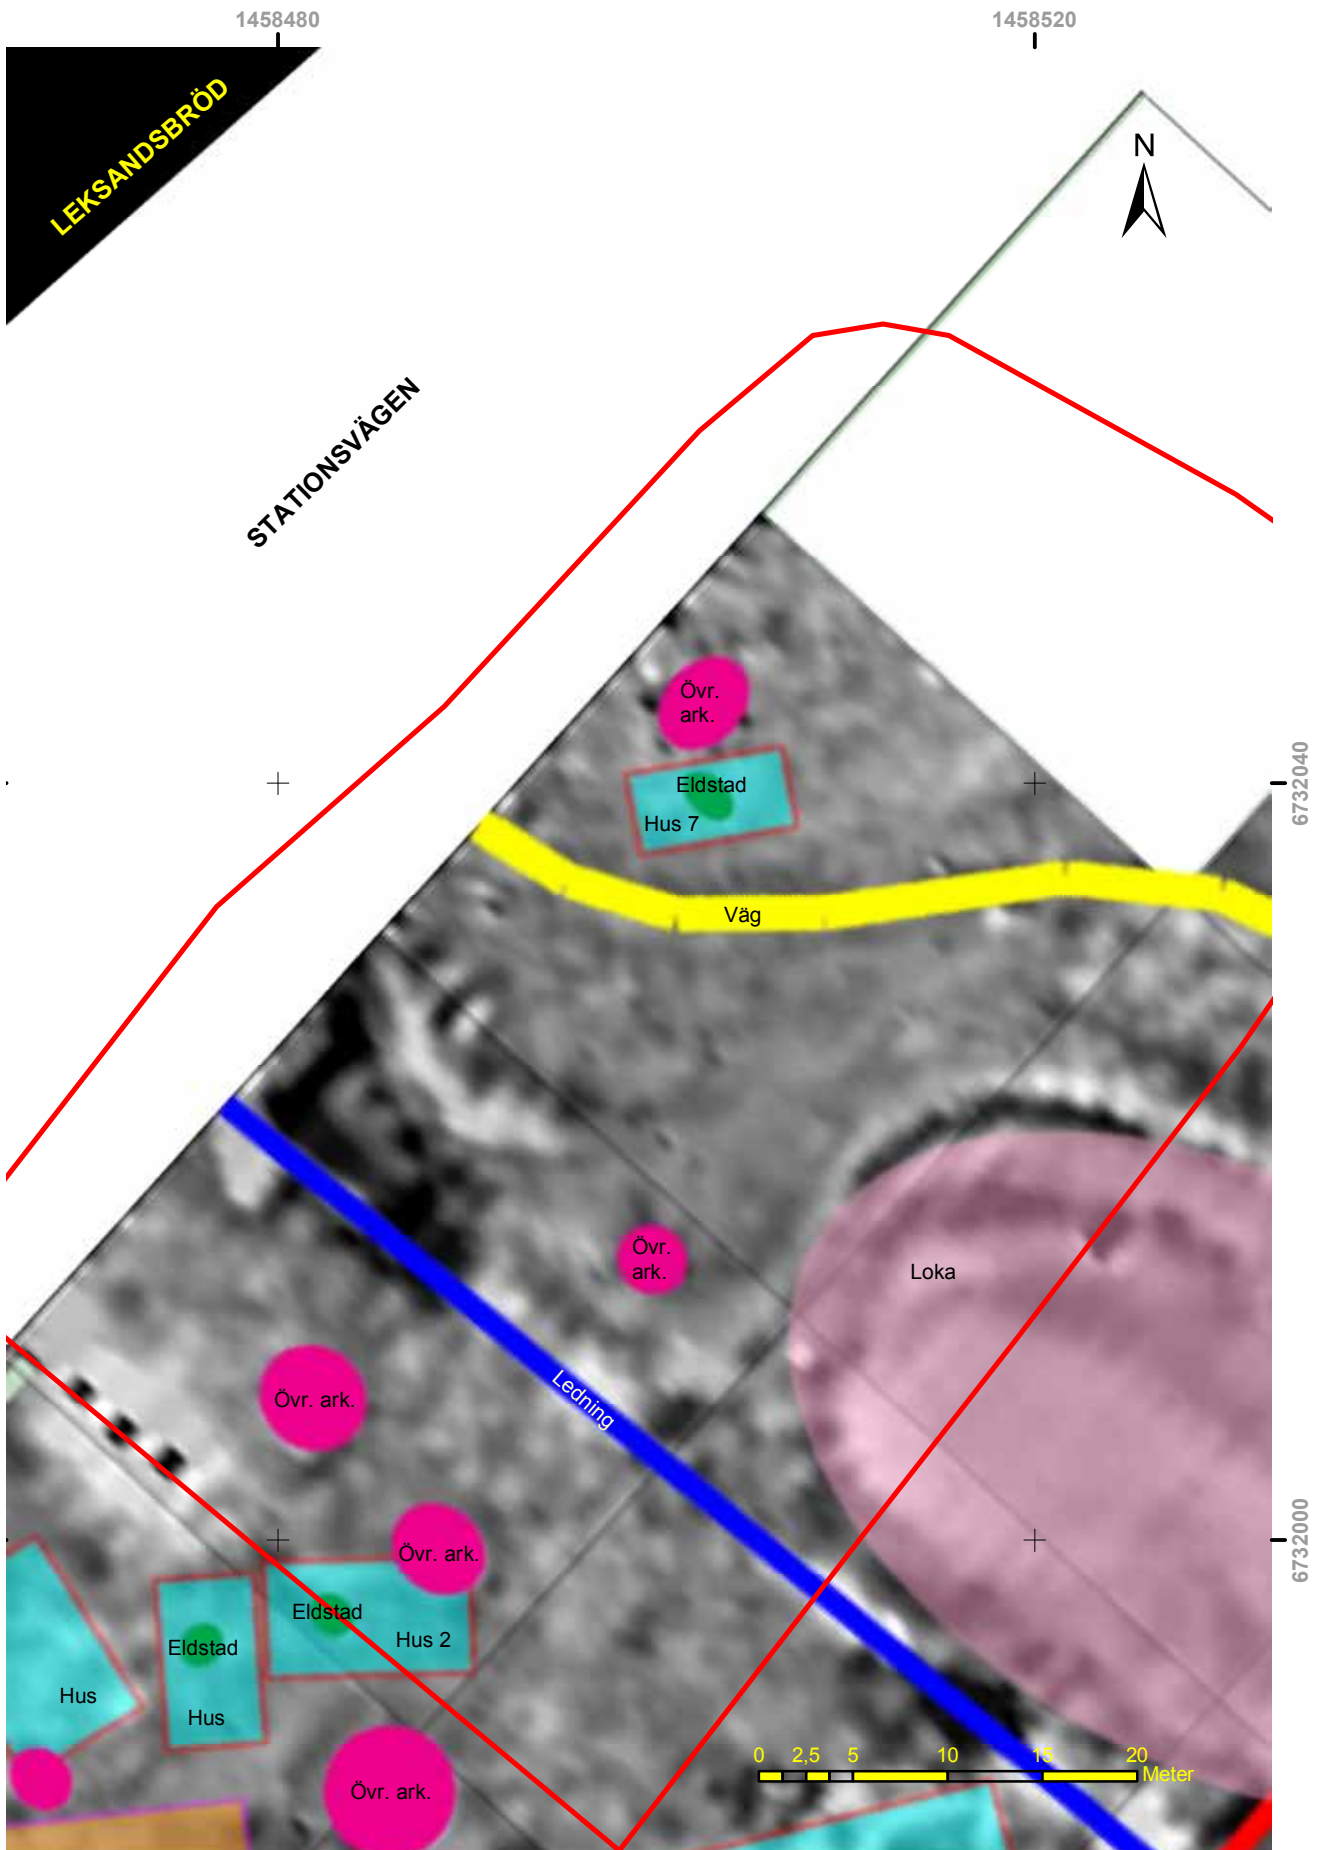 1458480
1458520
LEKSANDSBRÖD
N
STATIONSVÄGEN
Övr.
ark.
6732040
Eldstad
Hus 7
Väg
Övr.
ark.
Loka
Övr. ark.
Ledning
6732000
Övr. ark.
Eldstad
Hus 2
Eldstad
Hus
Hus
Övr. ark.
0 2,5 5 10 15 20
Meter